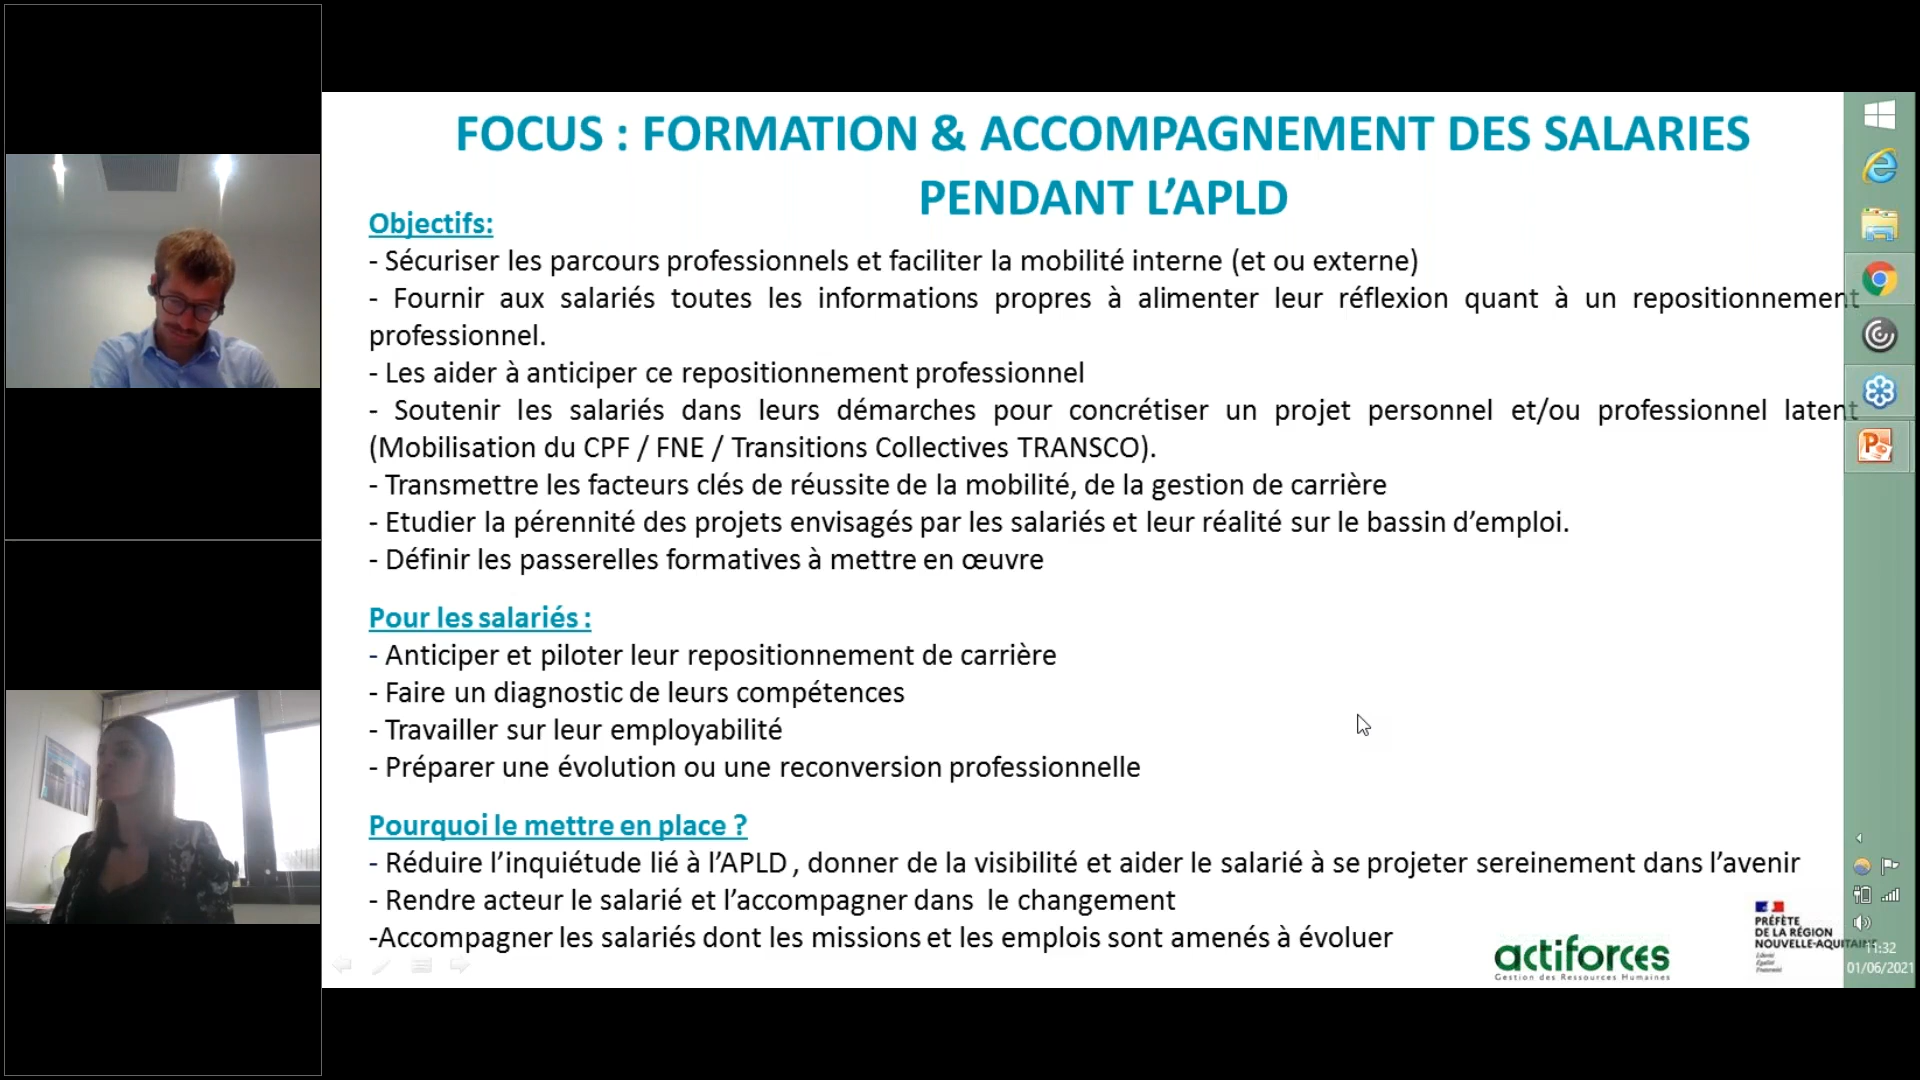 FOCUS : FORMATION & ACCOMPAGNEMENT DES SALARIES
PENDANT L’APLD
Objectifs:
- Sécuriser les parcours professionnels et faciliter la mobilité interne (et ou externe)
- Fournir aux salariés toutes les informations propres à alimenter leur réflexion quant à un repositionnement
professionnel.
- Les aider à anticiper ce repositionnement professionnel
- Soutenir les salariés dans leurs démarches pour concrétiser un projet personnel et/ou professionnel latent
(Mobilisation du CPF / FNE / Transitions Collectives TRANSCO).
- Transmettre les facteurs clés de réussite de la mobilité, de la gestion de carrière
- Etudier la pérennité des projets envisagés par les salariés et leur réalité sur le bassin d’emploi.
- Définir les passerelles formatives à mettre en œuvre
Pour les salariés :
- Anticiper et piloter leur repositionnement de carrière
- Faire un diagnostic de leurs compétences
- Travailler sur leur employabilité
- Préparer une évolution ou une reconversion professionnelle
Pourquoi le mettre en place ?
- Réduire l’inquiétude lié à l’APLD , donner de la visibilité et aider le salarié à se projeter sereinement dans l’avenir
- Rendre acteur le salarié et l’accompagner dans  le changement
-Accompagner les salariés dont les missions et les emplois sont amenés à évoluer
actiforces
Gestion des Ressources Humaines
PRÉFÈTE
DE LA RÉGION
NOUVELLE-AQUITAINE
Liberté
Égalité
Fraternité
11:32
01/06/2021